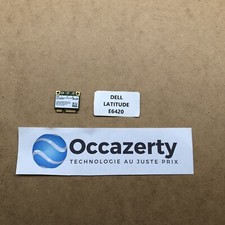 DELL
LATITUDE
E6420
Occazerty
TECHNOLOGIE AU JUSTE PRIX